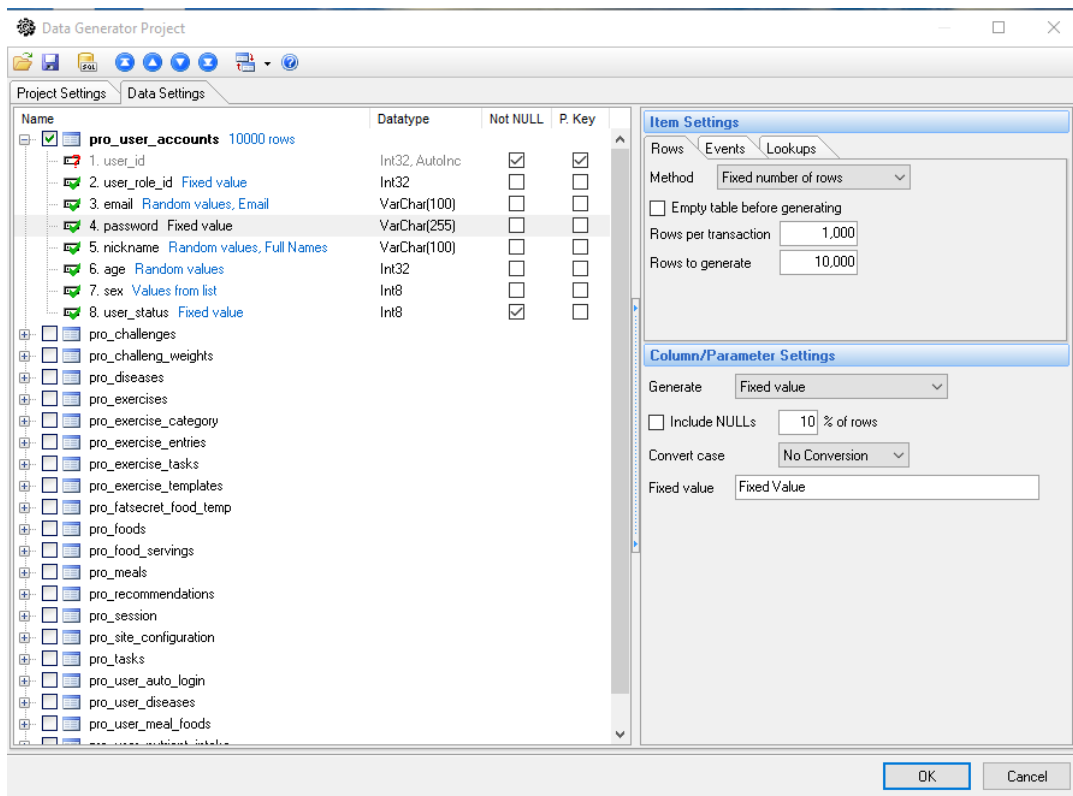 Data Generator Project
SQL
Project Settings Data Settings
Name Datatype Not NULL P. Key
pro_user_accounts 10000 rows
1. user_id Int32, AutoInc
2. user_role_id Fixed value Int32
3. email Random values, Email VarChar(100)
4. password Fixed value VarChar(255)
5. nickname Random values, Full Names VarChar(100)
6. age Random values Int32
7. sex Values from list Int8
8. user_status Fixed value Int8
pro_challenges
pro_challeng_weights
pro_diseases
pro_exercises
pro_exercise_category
pro_exercise_entries
pro_exercise_tasks
pro_exercise_templates
pro_fatsecret_food_temp
pro_foods
pro_food_servings
pro_meals
pro_recommendations
pro_session
pro_site_configuration
pro_tasks
pro_user_auto_login
pro_user_diseases
pro_user_meal_foods
Item Settings
Rows Events Lookups
Method Fixed number of rows
Empty table before generating
Rows per transaction 1,000
Rows to generate 10,000
Column/Parameter Settings
Generate Fixed value
Include NULLs 10 % of rows
Convert case No Conversion
Fixed value Fixed Value
OK Cancel